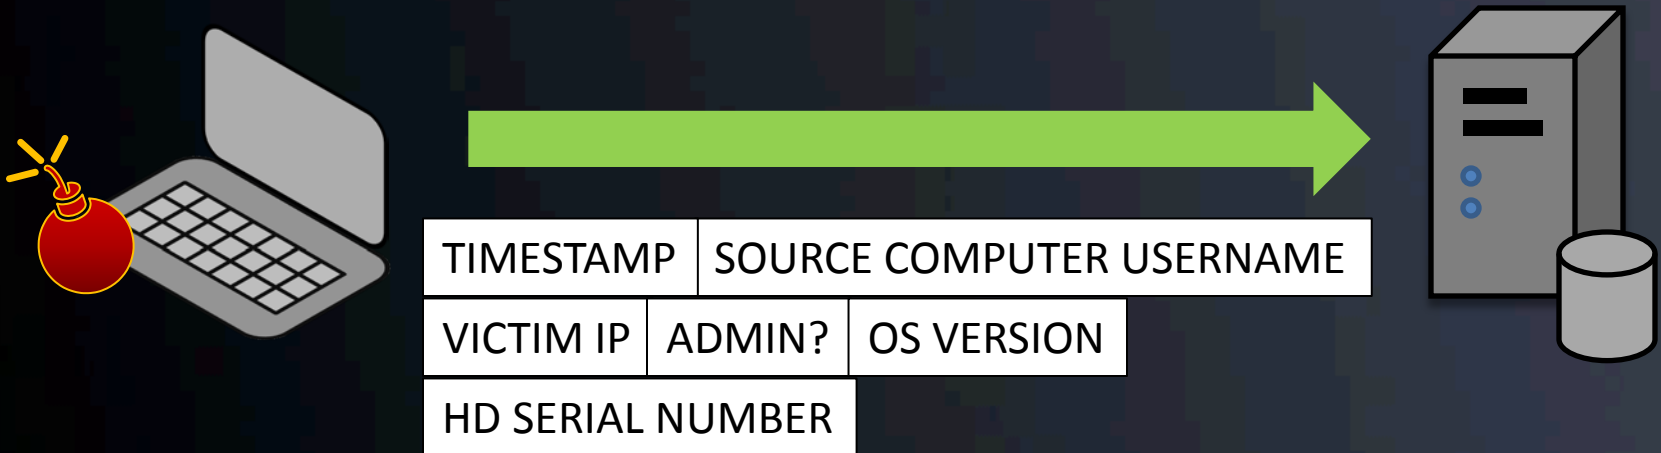 TIMESTAMP SOURCE COMPUTER USERNAME
VICTIM IP ADMIN? OS VERSION
HD SERIAL NUMBER